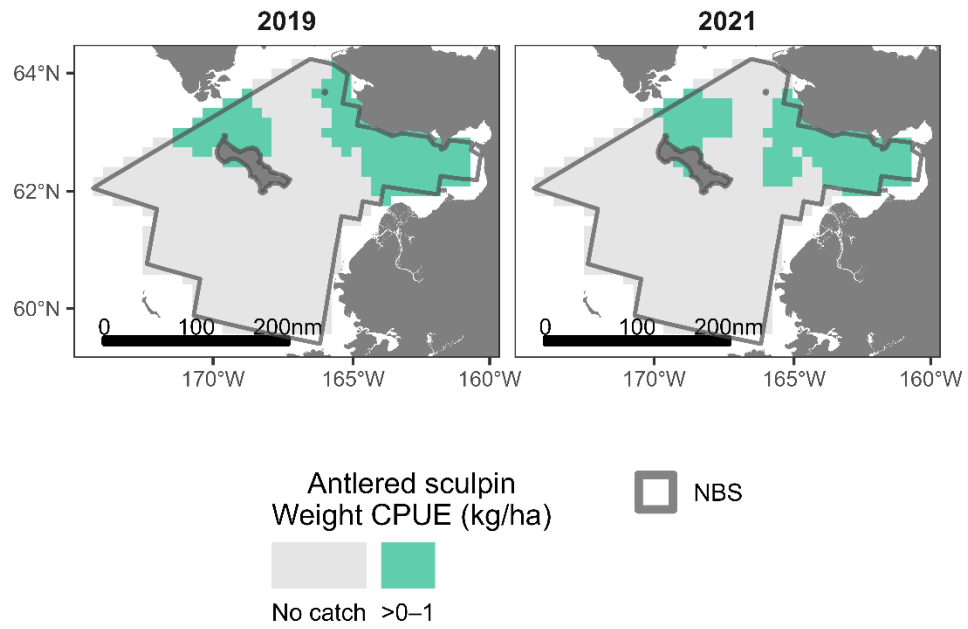 2019 2021
64°N
62°N
60°N
0 100 200nm 0 100 200nm
170°W 165°W 160°W 170°W 165°W 160°W
Antlered sculpin
Weight CPUE (kg/ha)
NBS
No catch >0–1